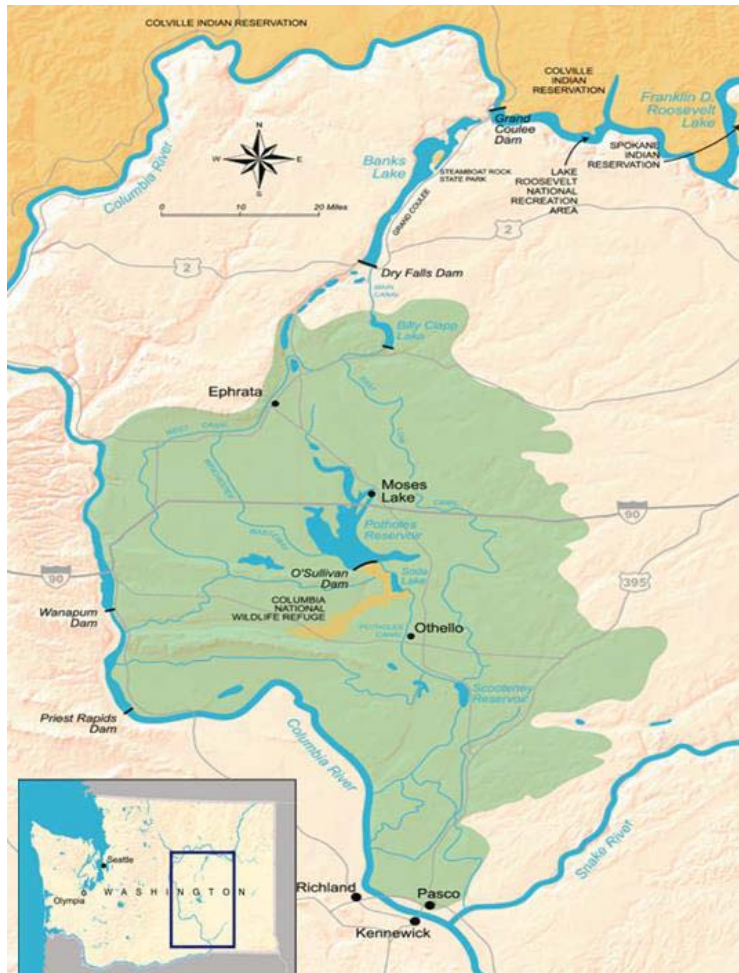 COLVILLE INDIAN RESERVATION
COLVILLE
INDIAN
RESERVATION
Franklin D.
Roosevelt
Lake
Grand
Coulee
Dam
SPOKANE
INDIAN
RESERVATION
LAKE
ROOSEVELT
NATIONAL
RECREATION
AREA
Columbia River
N
W
E
S
0
10
20 Miles
Banks
Lake
STEAMBOAT ROCK
STATE PARK
GRAND COULEE
2
2
Dry Falls Dam
MAIN
CANAL
Billy Clapp
Lake
Ephrata
WEST CANAL
EAST
LOW
CANAL
Moses
Lake
WASTEWAY
Potholes
Reservoir
90
90
395
O'Sullivan
Dam
Soda
Lake
COLUMBIA
NATIONAL
WILDLIFE REFUGE
Wanapum
Dam
POTHOLES
CANAL
Othello
Scooteney
Reservoir
Priest Rapids
Dam
Columbia River
Snake River
Seattle
Olympia
WASHINGTON
Richland
Pasco
Kennewick